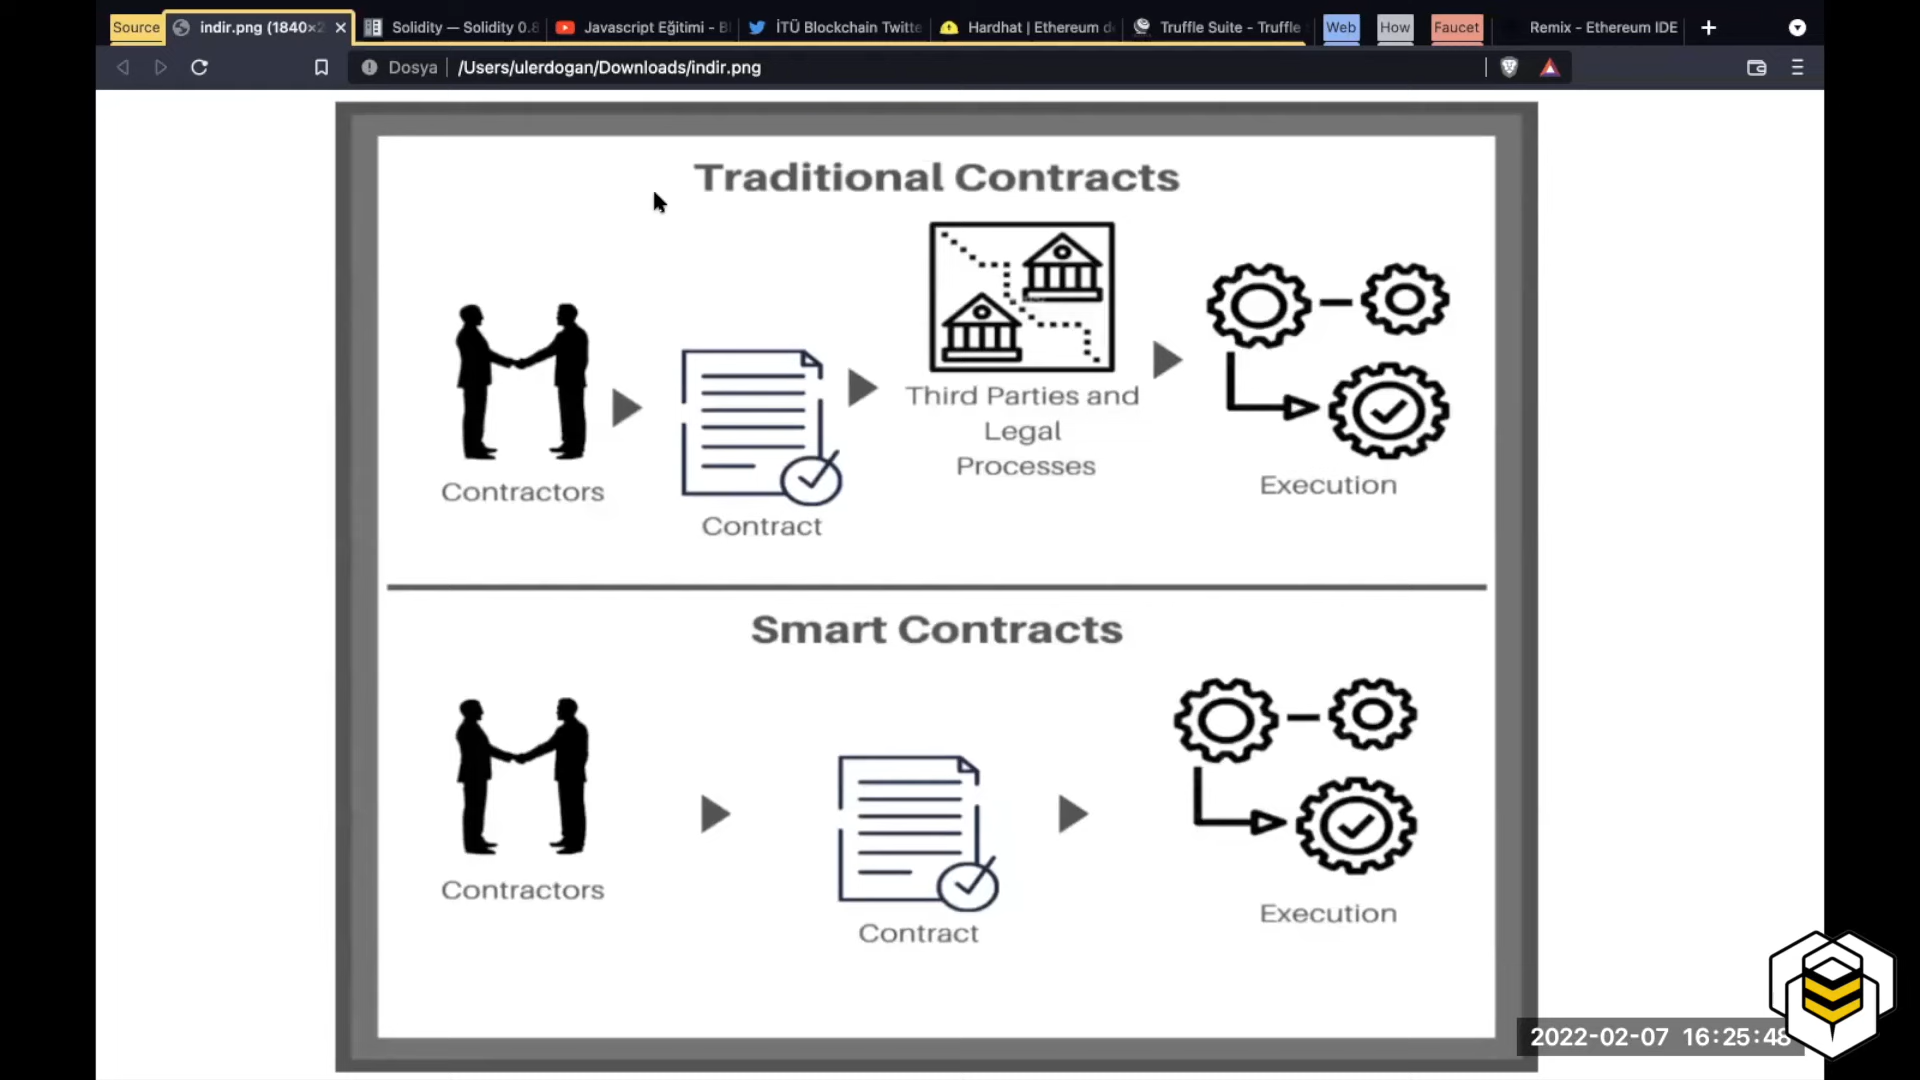 Source
indir.png (1840×2
Solidity — Solidity 0.8
Javascript Eğitimi - B
İTÜ Blockchain Twitte
Hardhat | Ethereum d
Truffle Suite - Truffle
Web
How
Faucet
Remix - Ethereum IDE
Dosya
/Users/ulerdogan/Downloads/indir.png
Traditional Contracts
Contractors
Contract
Third Parties and
Legal
Processes
Execution
Smart Contracts
Contractors
Contract
Execution
2022-02-07 16:25:48